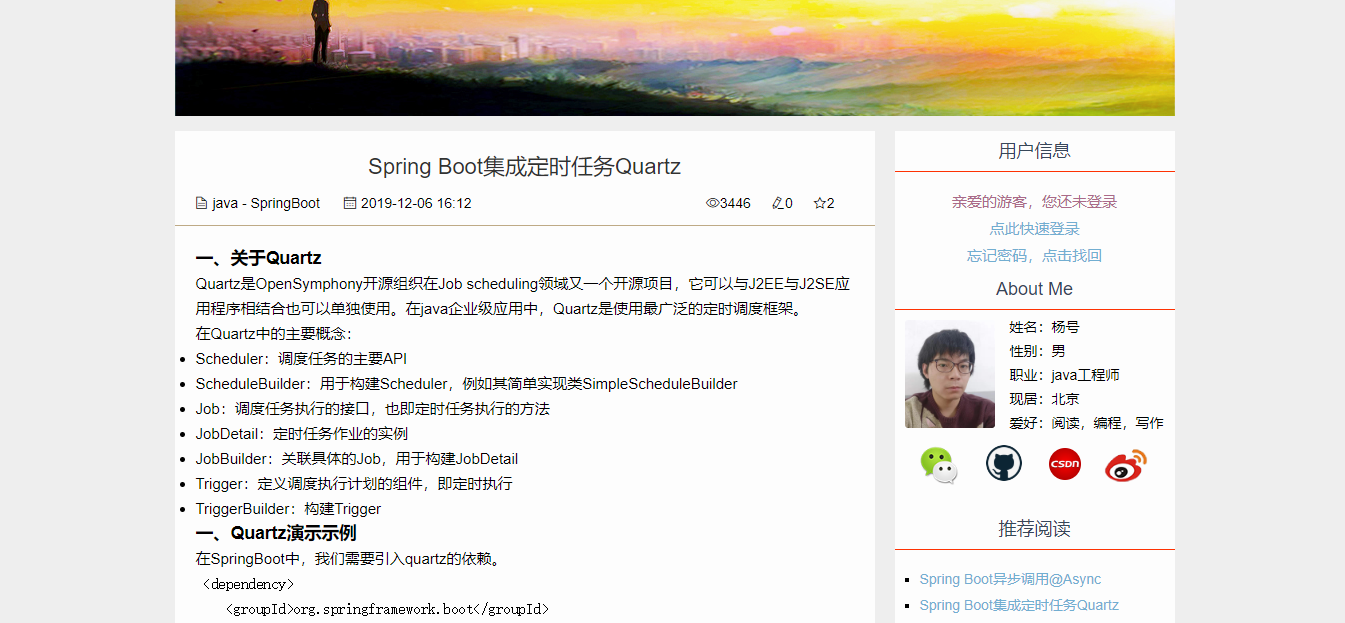 Spring Boot集成定时任务Quartz
java - SpringBoot 2019-12-06 16:12 3446 0 2
一、关于Quartz
Quartz是OpenSymphony开源组织在Job scheduling领域又一个开源项目，它可以与J2EE与J2SE应
用程序相结合也可以单独使用。在java企业级应用中，Quartz是使用最广泛的定时调度框架。
在Quartz中的主要概念：
Scheduler：调度任务的主要API
ScheduleBuilder：用于构建Scheduler，例如其简单实现类SimpleScheduleBuilder
Job：调度任务执行的接口，也即定时任务执行的方法
JobDetail：定时任务作业的实例
JobBuilder：关联具体的Job，用于构建JobDetail
Trigger：定义调度执行计划的组件，即定时执行
TriggerBuilder：构建Trigger
一、Quartz演示示例
在SpringBoot中，我们需要引入quartz的依赖。
<dependency>
<groupId>org.springframework.boot</groupId>
用户信息
亲爱的游客，您还未登录
点此快速登录
忘记密码，点击找回
About Me
姓名：杨号
性别：男
职业：java工程师
现居：北京
爱好：阅读，编程，写作
CSDN
推荐阅读
Spring Boot异步调用@Async
Spring Boot集成定时任务Quartz